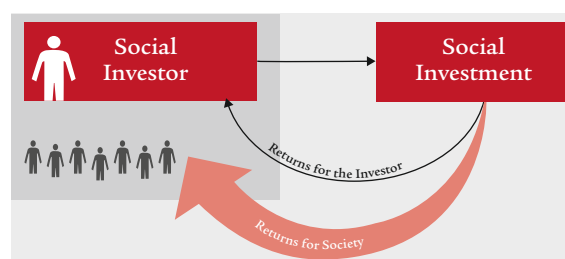 Social
Investor
Social
Investment
Returns for the Investor
Returns for Society